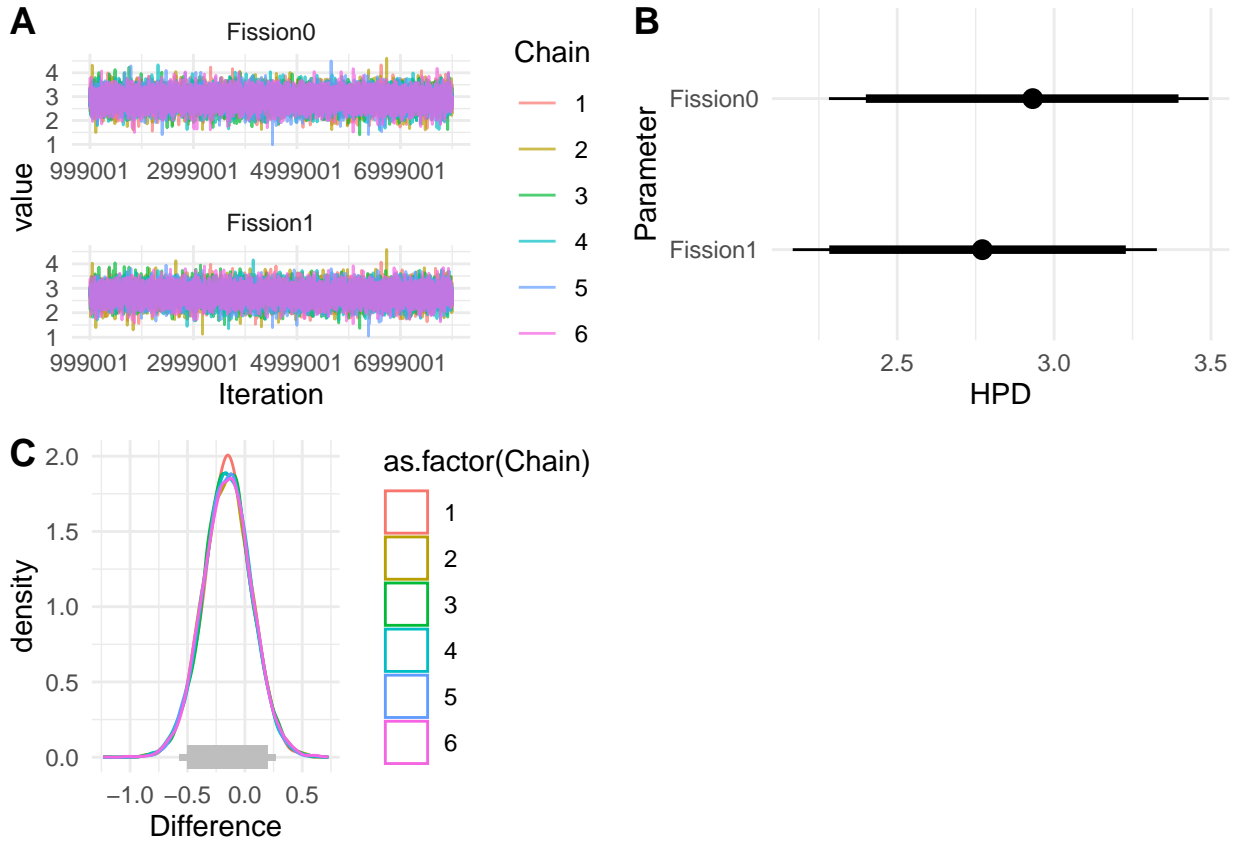 A
Fission0
4
3
2
1
999001 2999001 4999001 6999001
Fission1
4
3
2
1
999001 2999001 4999001 6999001
value
Iteration
Chain
1
2
3
4
5
6
B
Fission0
Fission1
Parameter
2.5 3.0 3.5
HPD
C
2.0
1.5
1.0
0.5
0.0
density
−1.0 −0.5 0.0 0.5
Difference
as.factor(Chain)
1
2
3
4
5
6